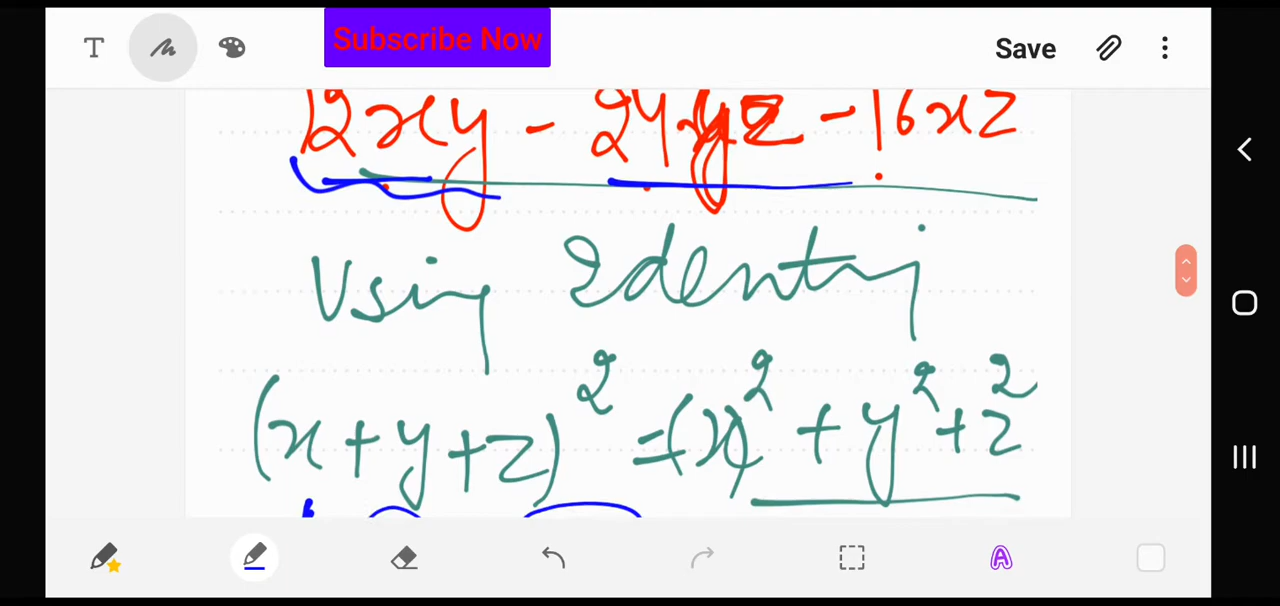 T
Subscribe Now
Save
12xy - 24yz - 16xz
Using Identity
(x + y + z)² = (x)² + y² + z²
A